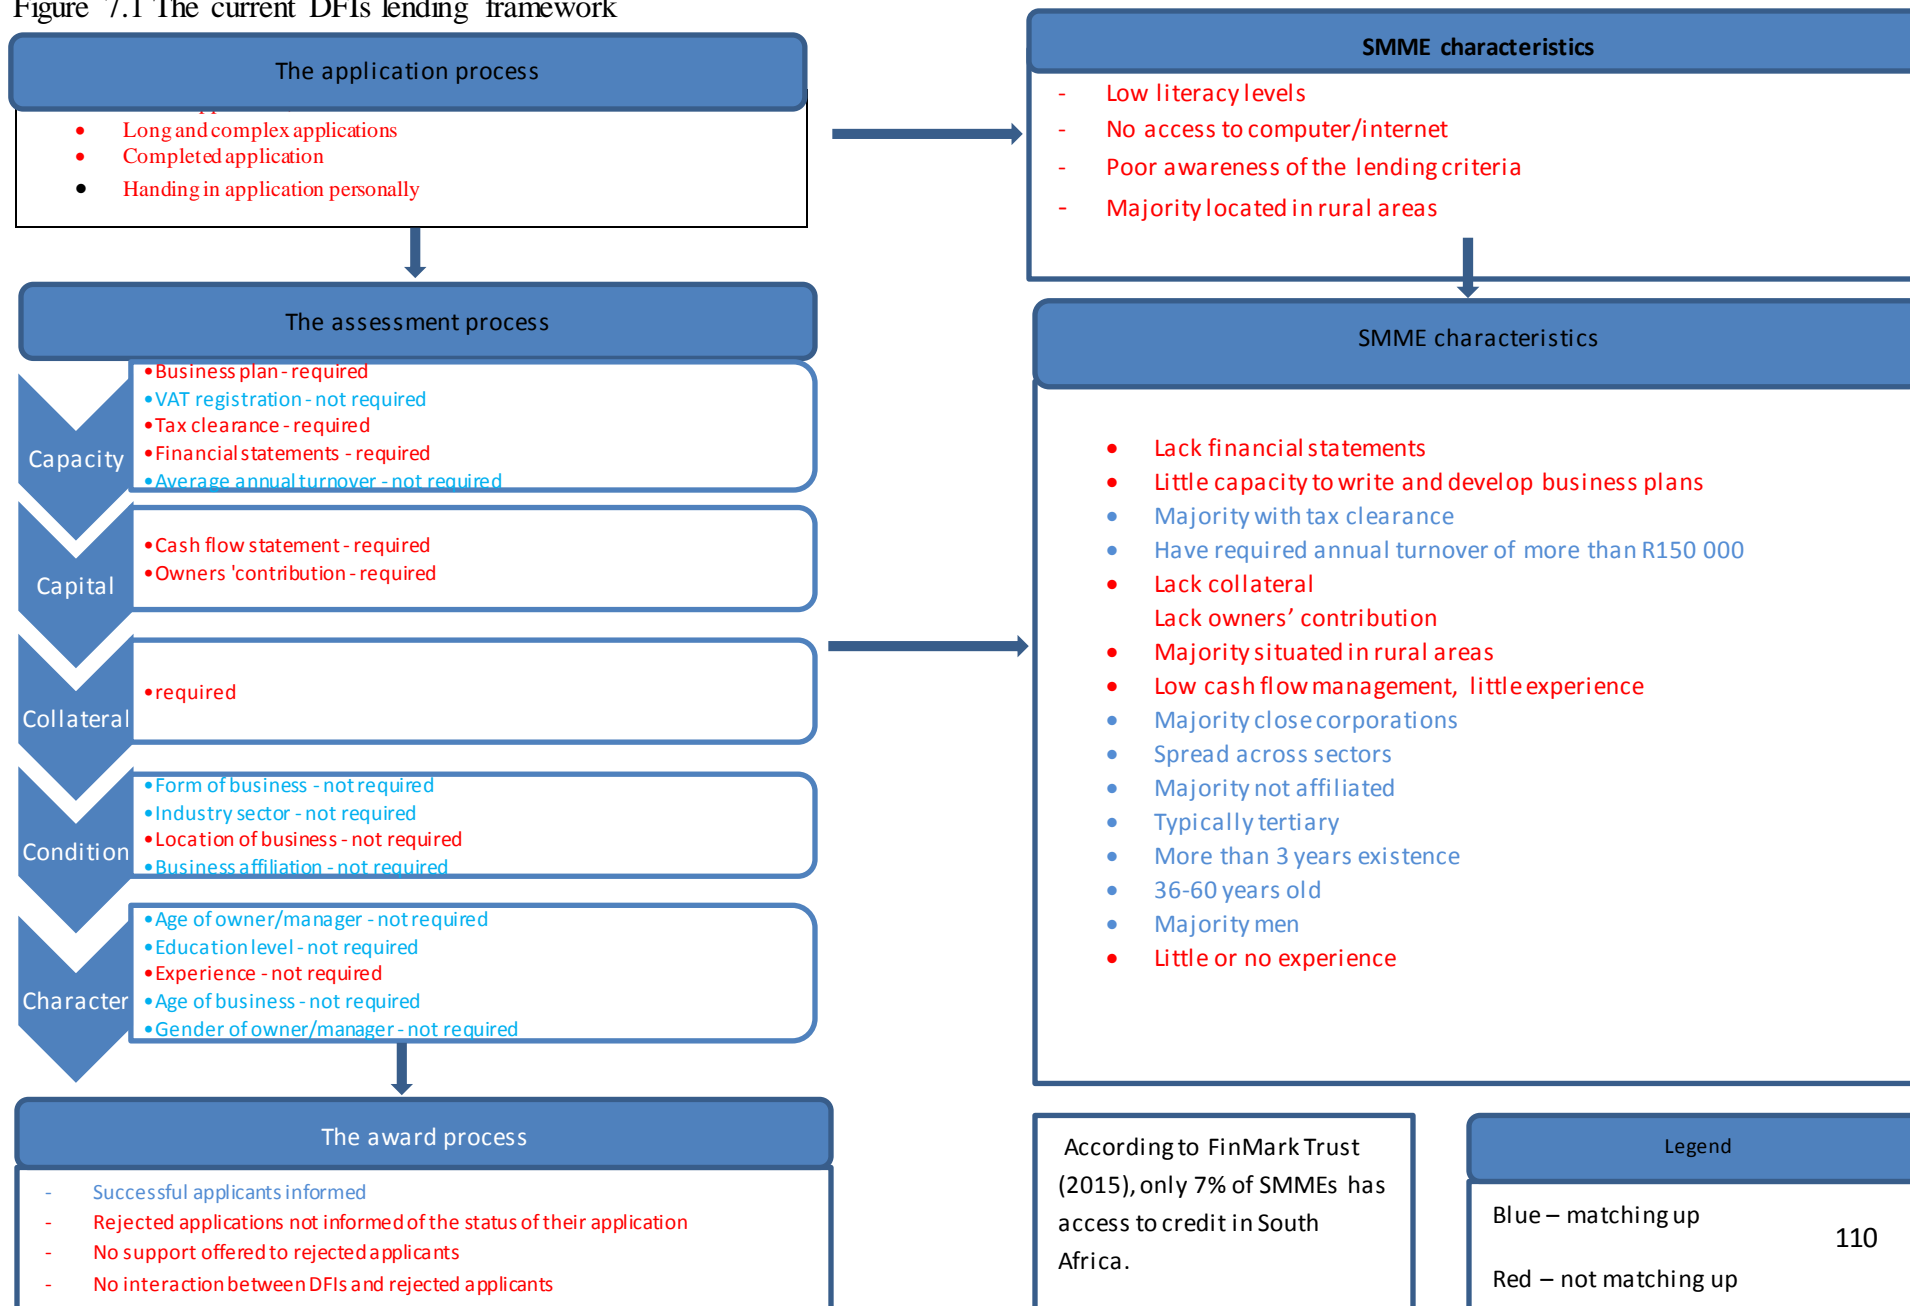 Figure 7.1 The current DFIs lending framework
The application process
• Long and complex applications
• Completed application
• Handing in application personally
SMME characteristics
- Low literacy levels
- No access to computer/internet
- Poor awareness of the lending criteria
- Majority located in rural areas
The assessment process
Capacity
• Business plan - required
• VAT registration - not required
• Tax clearance - required
• Financial statements - required
• Average annual turnover - not required
Capital
• Cash flow statement - required
• Owners 'contribution - required
Collateral
• required
Condition
• Form of business - not required
• Industry sector - not required
• Location of business - not required
• Business affiliation - not required
Character
• Age of owner/manager - not required
• Education level - not required
• Experience - not required
• Age of business - not required
• Gender of owner/manager - not required
SMME characteristics
• Lack financial statements
• Little capacity to write and develop business plans
• Majority with tax clearance
• Have required annual turnover of more than R150 000
• Lack collateral
Lack owners’ contribution
• Majority situated in rural areas
• Low cash flow management, little experience
• Majority close corporations
• Spread across sectors
• Majority not affiliated
• Typically tertiary
• More than 3 years existence
• 36-60 years old
• Majority men
• Little or no experience
The award process
- Successful applicants informed
- Rejected applications not informed of the status of their application
- No support offered to rejected applicants
- No interaction between DFIs and rejected applicants
According to FinMark Trust
(2015), only 7% of SMMEs has
access to credit in South
Africa.
Legend
Blue – matching up
Red – not matching up
110